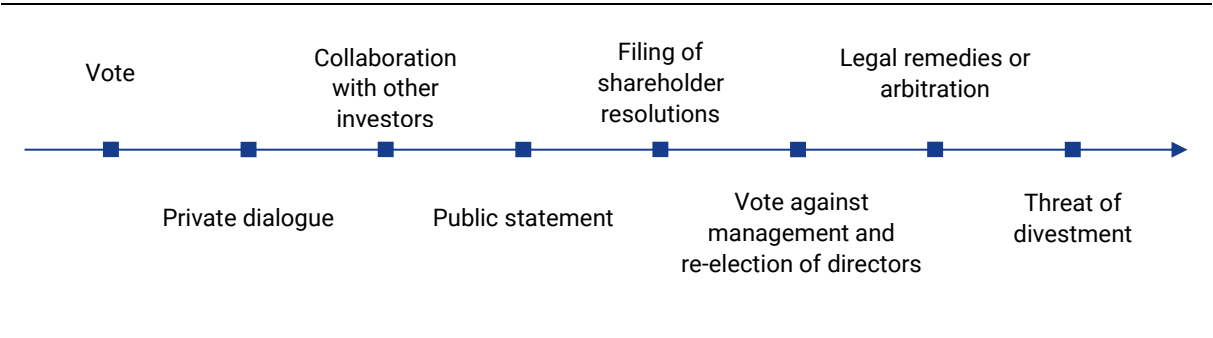 Vote
Collaboration
with other
investors
Filing of
shareholder
resolutions
Legal remedies or
arbitration
Private dialogue
Public statement
Vote against
management and
re-election of directors
Threat of
divestment